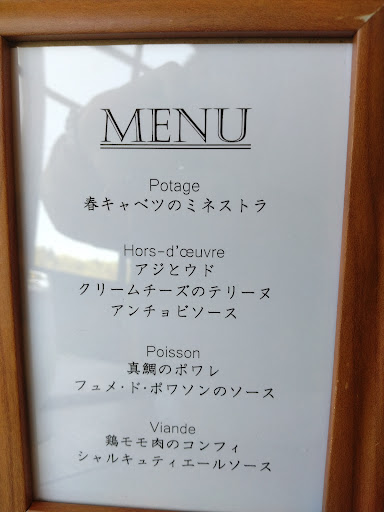 MENU
Potage
春キャベツのミネストラ
Hors-d'œuvre
アジとウド
クリームチーズのテリーヌ
アンチョビソース
Poisson
真鯛のポワレ
フュメ・ド・ポワソンのソース
Viande
鶏モモ肉のコンフィ
シャルキュティエールソース